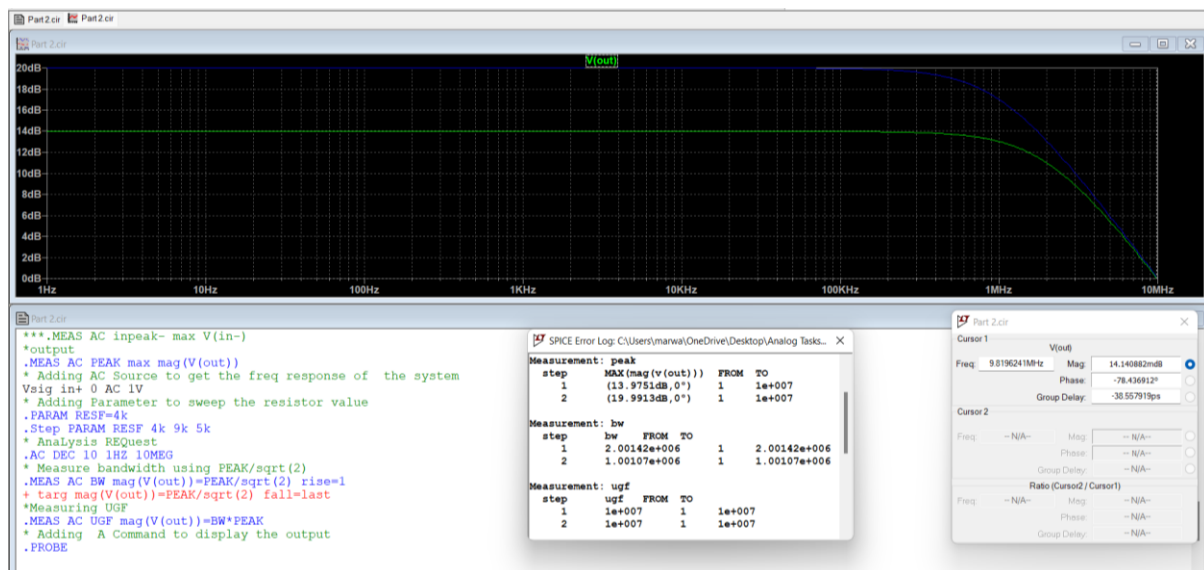 Part2.cir Part2.cir
Part 2.cir
V(out)
20dB
18dB
16dB
14dB
12dB
10dB
8dB
6dB
4dB
2dB
0dB
1Hz 10Hz 100Hz 1KHz 10KHz 100KHz 1MHz 10MHz
Part 2.cir
***.MEAS AC inpeak- max V(in-)
*output
.MEAS AC PEAK max mag(V(out))
* Adding AC Source to get the freq response of the system
Vsig in+ 0 AC 1V
* Adding Parameter to sweep the resistor value
.PARAM RESF=4k
.Step PARAM RESF 4k 9k 5k
* AnaLysis REQuest
.AC DEC 10 1HZ 10MEG
* Measure bandwidth using PEAK/sqrt(2)
.MEAS AC BW mag(V(out))=PEAK/sqrt(2) rise=1
+ targ mag(V(out))=PEAK/sqrt(2) fall=last
*Measuring UGF
.MEAS AC UGF mag(V(out))=BW*PEAK
* Adding A Command to display the output
.PROBE
SPICE Error Log: C:\Users\marwa\OneDrive\Desktop\Analog Tasks...
Measurement: peak
step MAX(mag(v(out))) FROM TO
1 (13.9751dB,0°) 1 1e+007
2 (19.9913dB,0°) 1 1e+007
Measurement: bw
step bw FROM TO
1 2.00142e+006 1 2.00142e+006
2 1.00107e+006 1 1.00107e+006
Measurement: ugf
step ugf FROM TO
1 1e+007 1 1e+007
2 1e+007 1 1e+007
Part 2.cir
Cursor 1
V(out)
Freq: 9.8196241MHz Mag: 14.140882mdB
Phase: -78.436912°
Group Delay: -38.557919ps
Cursor 2
Freq: -- N/A-- Mag: -- N/A--
Phase: -- N/A--
Group Delay: -- N/A--
Ratio (Cursor2 / Cursor1)
Freq: -- N/A-- Mag: -- N/A--
Phase: -- N/A--
Group Delay: -- N/A--